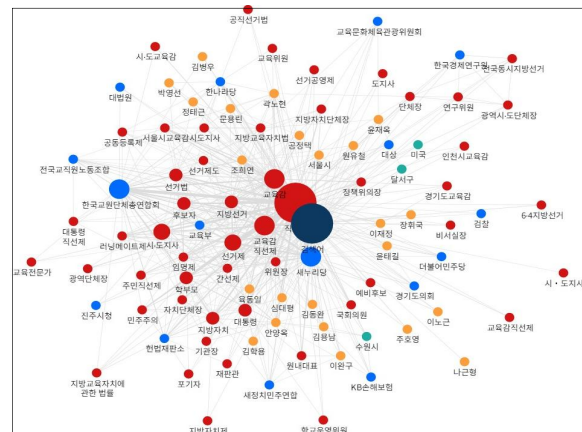 공직선거법
교육문화체육관광위원회
시·도교육감
교육위원
한국경제연구원
전국동시지방선거
김병우
선거공영제
도지사
대법원
박영선
한나라당
곽노현
단체장
연구위원
정태근
문용린
지방자치단체장
광역시·도단체장
공동등록제
서울시교육감
시도지사
지방교육자치법
공정택
윤재옥
전국교직원노동조합
선거제도
조희연
서울시
원유철
대상
미국
인천시교육감
선거법
교육감
정책위의장
달서구
경기도교육감
한국교원단체총연합회
후보자
지방선거
이재정
장휘국
검찰
6·4지방선거
대통령
직선제
러닝메이트제
시·도지사
교육부
교육감
직선제
비서실장
선거제
새누리당
윤태길
더불어민주당
교육전문가
광역단체장
임명제
간선제
위원장
시·도지사
주민직선제
학부모
예비후보
경기도의회
육동일
자치단체장
심대평
김동완
국회의원
이노근
진주시청
민주주의
지방자치
대통령
교육감직선제
안양옥
김용남
헌법재판소
기관장
김학용
수원시
주호영
원내대표
이완구
나근형
지방교육자치에
관한 법률
포기자
재판관
새정치민주연합
KB손해보험
지방자치제
학교운영위원